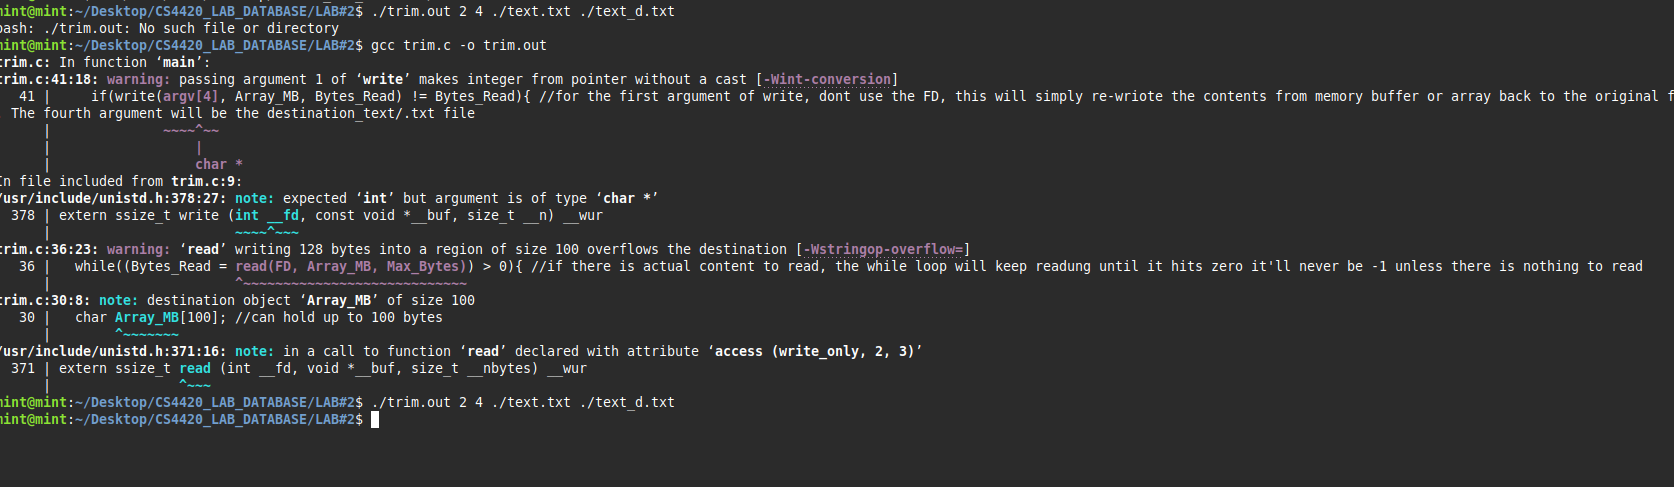 mint@mint:~/Desktop/CS4420_LAB_DATABASE/LAB#2$ ./trim.out 2 4 ./text.txt ./text_d.txt
bash: ./trim.out: No such file or directory
mint@mint:~/Desktop/CS4420_LAB_DATABASE/LAB#2$ gcc trim.c -o trim.out
trim.c: In function ‘main’:
trim.c:41:18: warning: passing argument 1 of ‘write’ makes integer from pointer without a cast [-Wint-conversion]
41 | if(write(argv[4], Array_MB, Bytes_Read) != Bytes_Read){ //for the first argument of write, dont use the FD, this will simply re-wriote the contents from memory buffer or array back to the original f
The fourth argument will be the destination_text/.txt file
| ~~~~^~~
| |
| char *
In file included from trim.c:9:
/usr/include/unistd.h:378:27: note: expected ‘int’ but argument is of type ‘char *’
378 | extern ssize_t write (int __fd, const void *__buf, size_t __n) __wur
| ~~~~^~~~
trim.c:36:23: warning: ‘read’ writing 128 bytes into a region of size 100 overflows the destination [-Wstringop-overflow=]
36 | while((Bytes_Read = read(FD, Array_MB, Max_Bytes)) > 0){ //if there is actual content to read, the while loop will keep readung until it hits zero it'll never be -1 unless there is nothing to read
| ^~~~~~~~~~~~~~~~~~~~~~~~~~~~~
trim.c:30:8: note: destination object ‘Array_MB’ of size 100
30 | char Array_MB[100]; //can hold up to 100 bytes
| ^~~~~~~~
/usr/include/unistd.h:371:16: note: in a call to function ‘read’ declared with attribute ‘access (write_only, 2, 3)’
371 | extern ssize_t read (int __fd, void *__buf, size_t __nbytes) __wur
| ^~~~
mint@mint:~/Desktop/CS4420_LAB_DATABASE/LAB#2$ ./trim.out 2 4 ./text.txt ./text_d.txt
mint@mint:~/Desktop/CS4420_LAB_DATABASE/LAB#2$